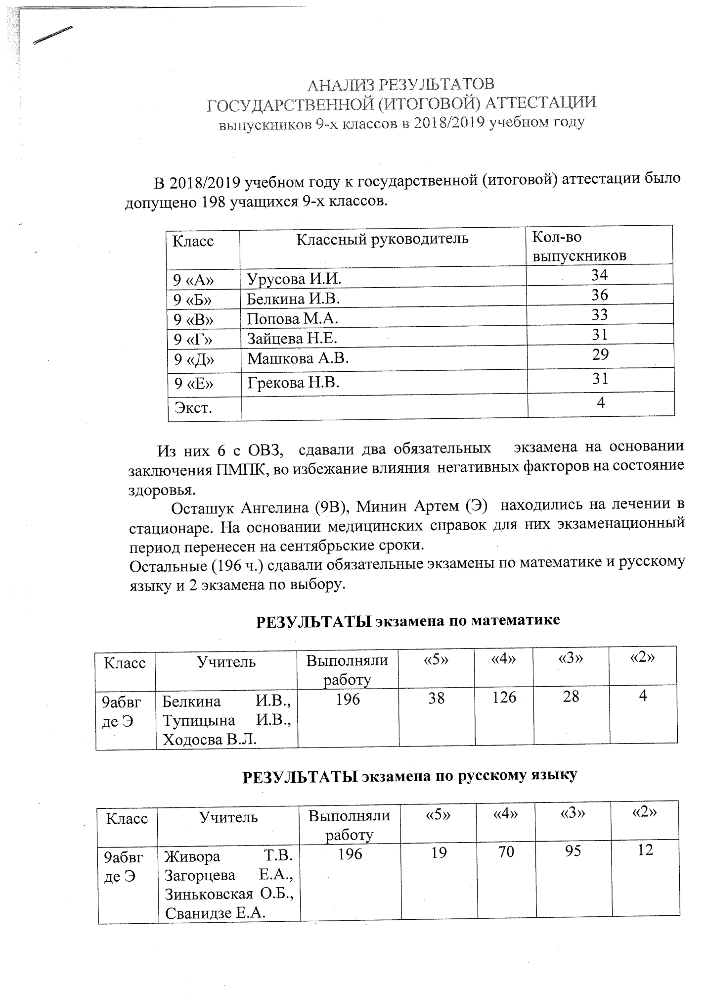 АНАЛИЗ РЕЗУЛЬТАТОВ
ГОСУДАРСТВЕННОЙ (ИТОГОВОЙ) АТТЕСТАЦИИ
выпускников 9-х классов в 2018/2019 учебном году
В 2018/2019 учебном году к государственной (итоговой) аттестации было
допущено 198 учащихся 9-х классов.
Класс Классный руководитель Кол-во
выпускников
9 «А» Урусова И.И. 34
9 «Б» Белкина И.В. 36
9 «В» Попова М.А. 33
9 «Г» Зайцева Н.Е. 31
9 «Д» Машкова А.В. 29
9 «Е» Грекова Н.В. 31
Экст. 4
Из них 6 с ОВЗ, сдавали два обязательных экзамена на основании
заключения ПМПК, во избежание влияния негативных факторов на состояние
здоровья.
Осташук Ангелина (9В), Минин Артем (Э) находились на лечении в
стационаре. На основании медицинских справок для них экзаменационный
период перенесен на сентябрьские сроки.
Остальные (196 ч.) сдавали обязательные экзамены по математике и русскому
языку и 2 экзамена по выбору.
РЕЗУЛЬТАТЫ экзамена по математике
Класс Учитель Выполняли «5» «4» «3» «2»
работу
9абвг Белкина И.В., 196 38 126 28 4
де Э Тупицына И.В.,
Ходосва В.Л.
РЕЗУЛЬТАТЫ экзамена по русскому языку
Класс Учитель Выполняли «5» «4» «3» «2»
работу
9абвг Живора Т.В. 196 19 70 95 12
де Э Загорцева Е.А.,
Зиньковская О.Б.,
Сванидзе Е.А.